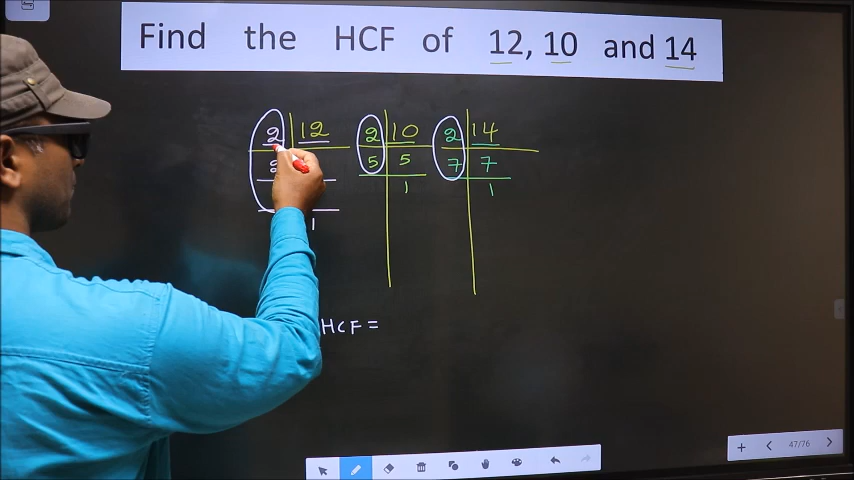 Find the HCF of 12, 10 and 14
2 12 2 10 2 14
5 5 7 7
1 1
1
HCF =
47/76